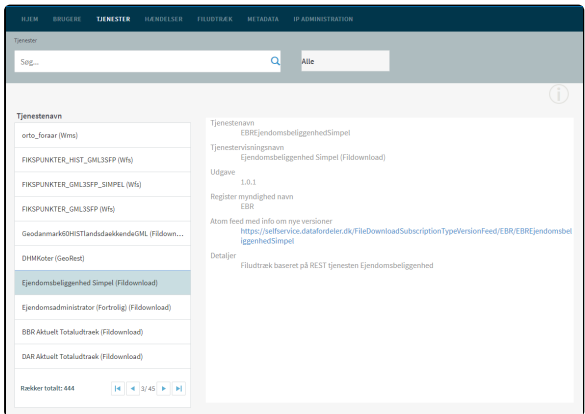 HJEM BRUGERE TJENESTER HÆNDELSER FILUDTRÆK METADATA IP ADMINISTRATION
Tjenester
Søg...
Alle
Tjenestenavn
orto_foraar (Wms)
FIKSPUNKTER_HIST_GML3SFP (Wfs)
FIKSPUNKTER_GML3SFP_SIMPEL (Wfs)
FIKSPUNKTER_GML3SFP (Wfs)
Geodanmark60HISTlandsdaekkendeGML (Fildown...
DHMKoter (GeoRest)
Ejendomsbeliggenhed Simpel (Fildownload)
Ejendomsadministrator (Fortrolig) (Fildownload)
BBR Aktuelt Totaludtraek (Fildownload)
DAR Aktuelt Totaludtraek (Fildownload)
Rækker totalt: 444 3/ 45
Tjenestenavn
EBREjendomsbeliggenhedSimpel
Tjenestervisningsnavn
Ejendomsbeliggenhed Simpel (Fildownload)
Udgave
1.0.1
Register myndighed navn
EBR
Atom feed med info om nye versioner
https://selfservice.datafordeler.dk/FileDownloadSubscriptionTypeVersionFeed/EBR/EBREjendomsbel
iggenhedSimpel
Detaljer
Filudtræk baseret på REST tjenesten Ejendomsbeliggenhed